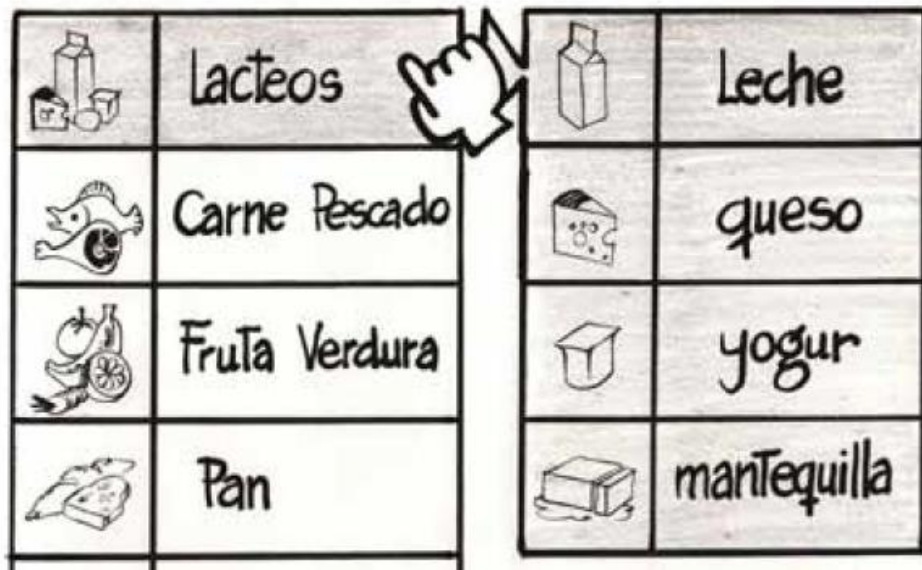 Lacteos
Carne Pescado
Fruta Verdura
Pan
Leche
queso
yogur
mantequilla